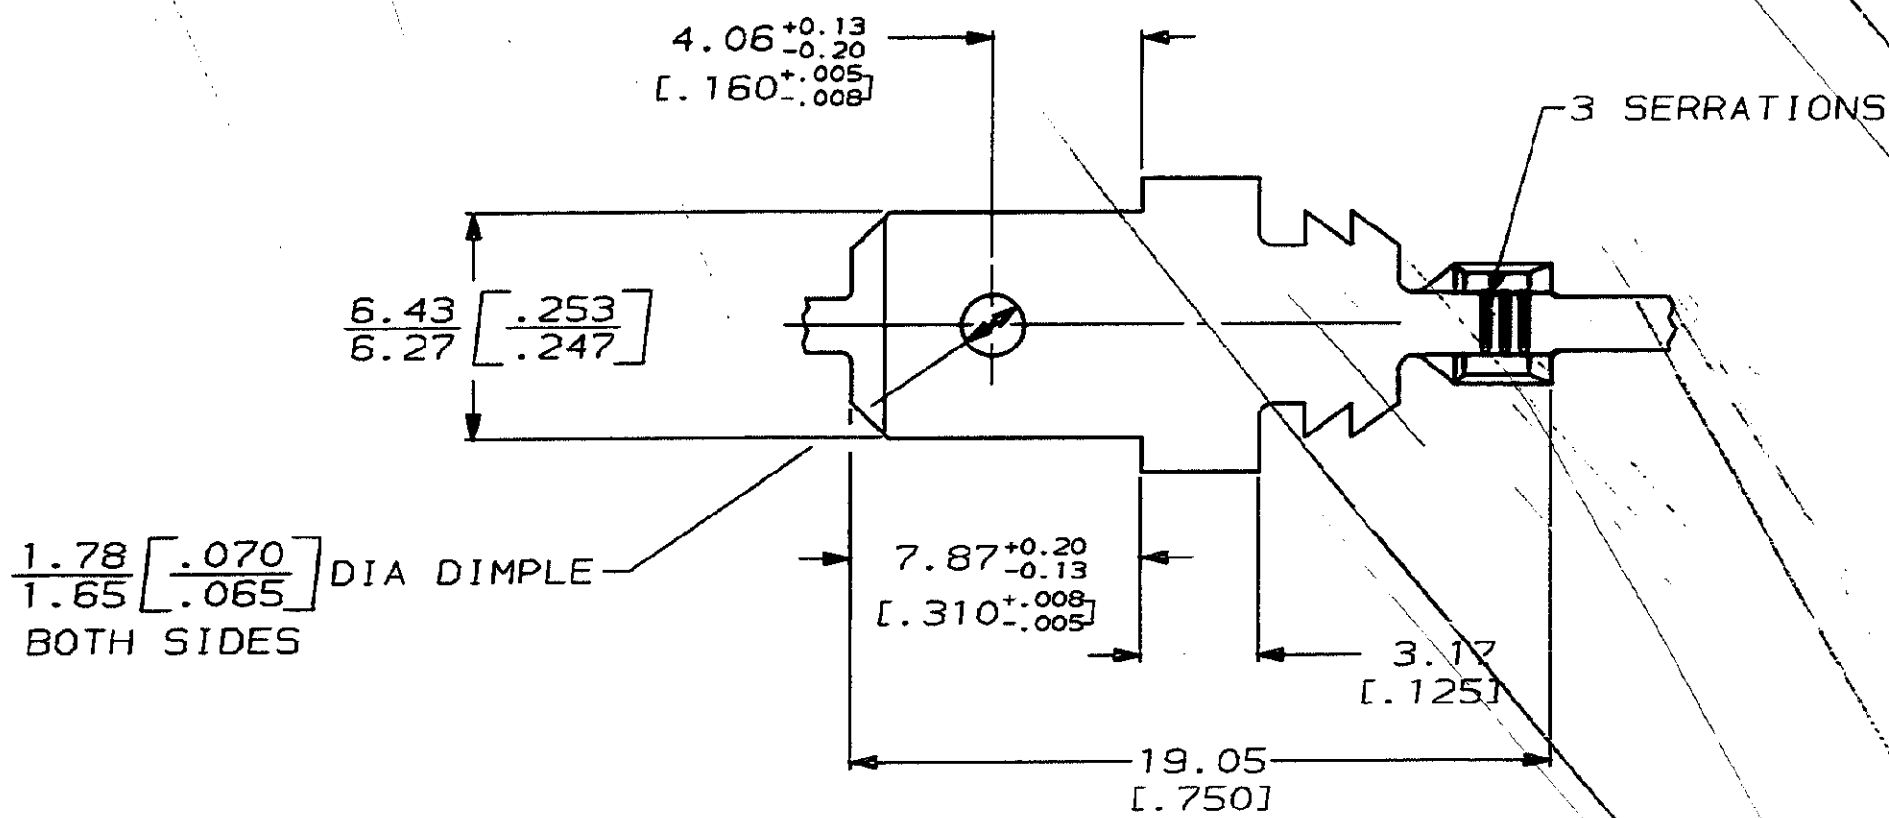 4.06 +0.13 -0.20
[.160 +.005 -.008]
3 SERRATIONS
6.43 [.253]
6.27 [.247]
1.78 [.070] DIA DIMPLE
1.65 [.065]
BOTH SIDES
7.87 +0.20 -0.13
[.310 +.008 -.005]
3.17
[.125]
19.05
[.750]